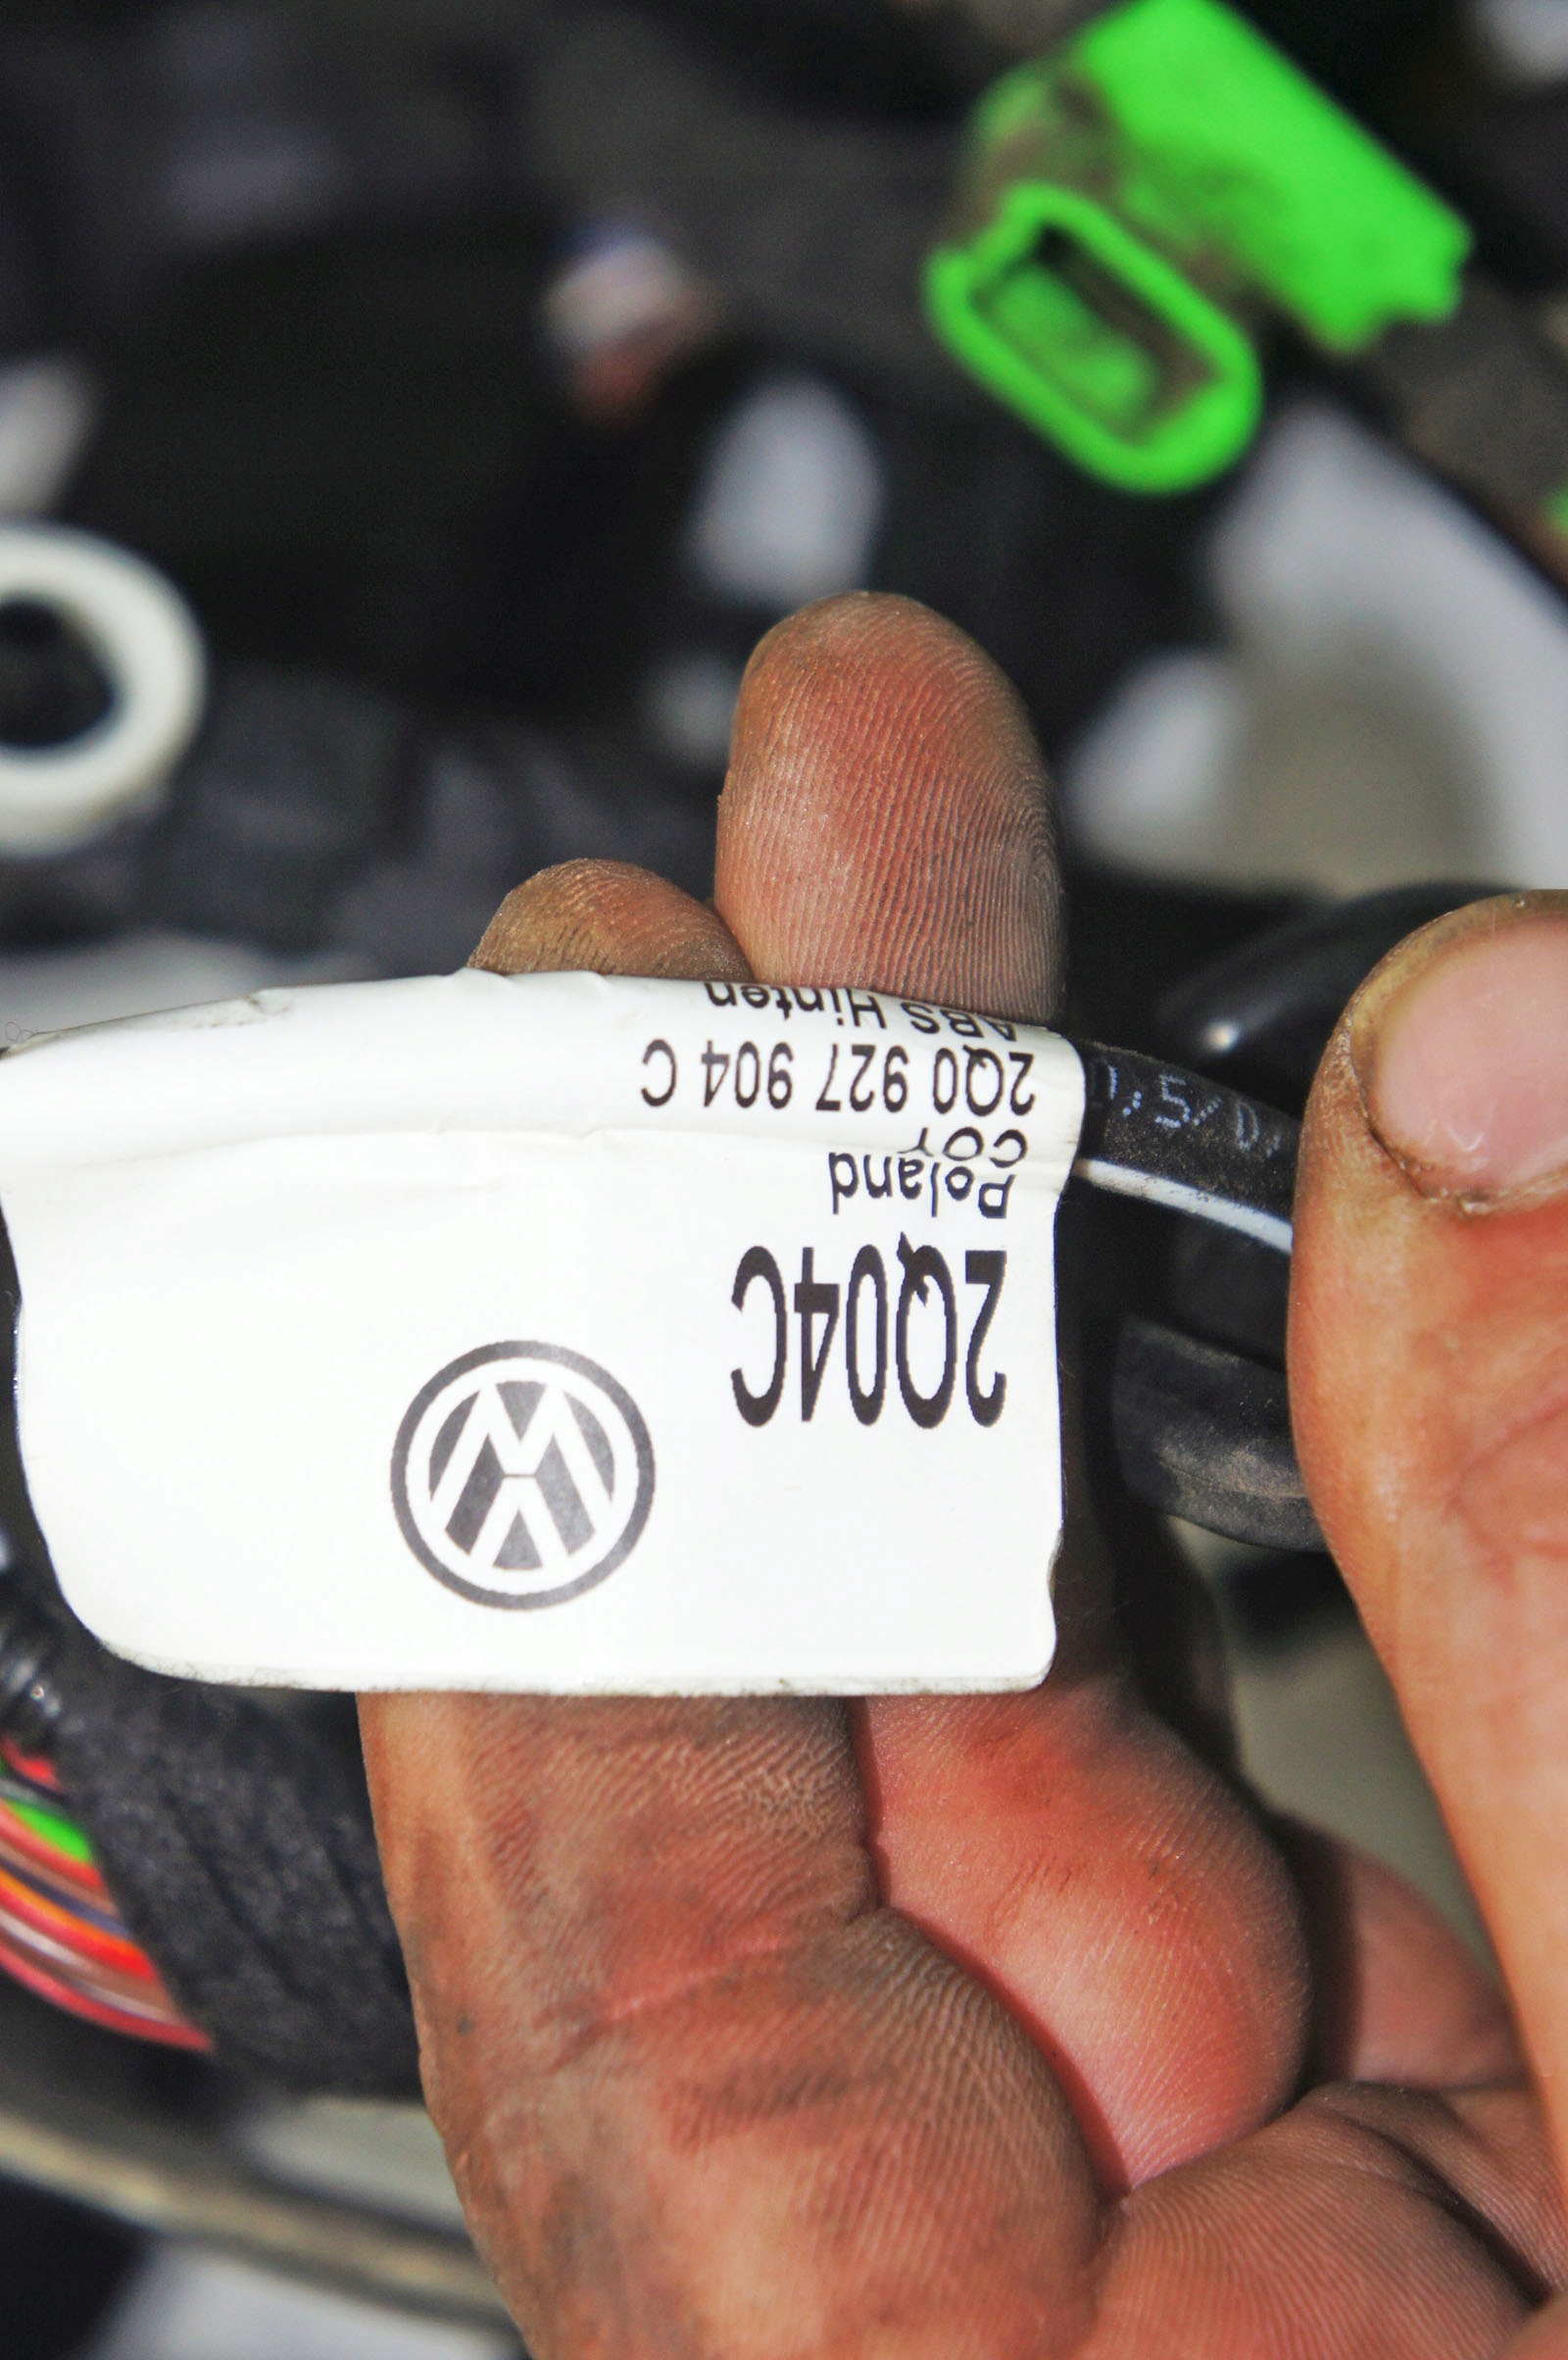 2Q04C
Poland
COY
2Q0 927 904 C
ABS Hinten